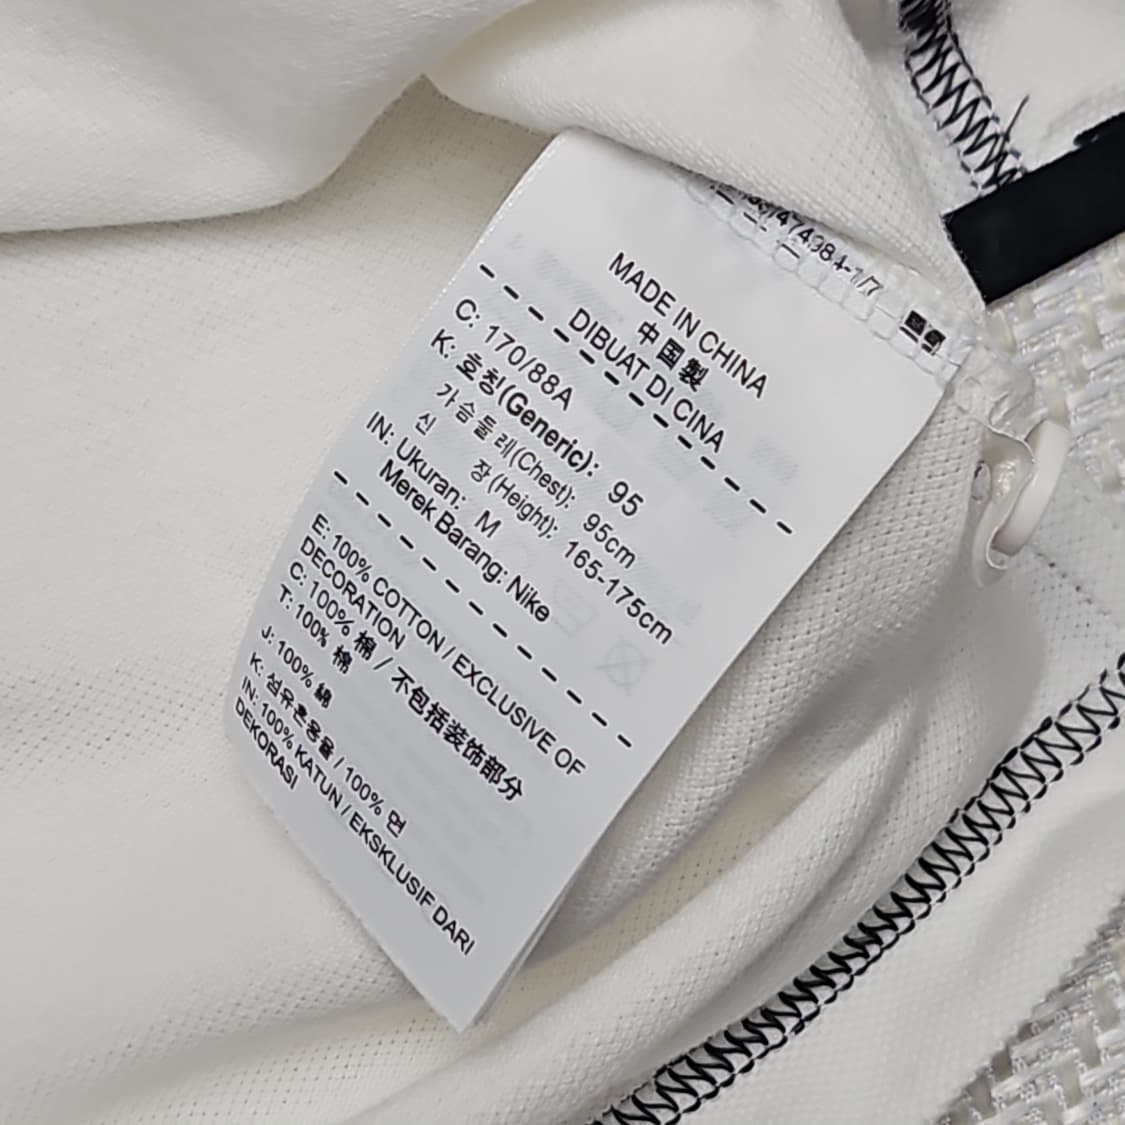 MADE IN CHINA
中国製
DIBUAT DI CINA
C: 170/88A
K: 호칭(Generic): 95
가슴둘레(Chest): 95cm
신 장(Height): 165-175cm
IN: Ukuran: M
Merek Barang: Nike
E: 100% COTTON / EXCLUSIVE OF
DECORATION
C: 100% 棉 / 不包括装饰部分
T: 100% 棉
J: 100% 綿
K: 섬유혼용율 / 100% 면
IN: 100% KATUN / EKSKLUSIF DARI
DEKORASI